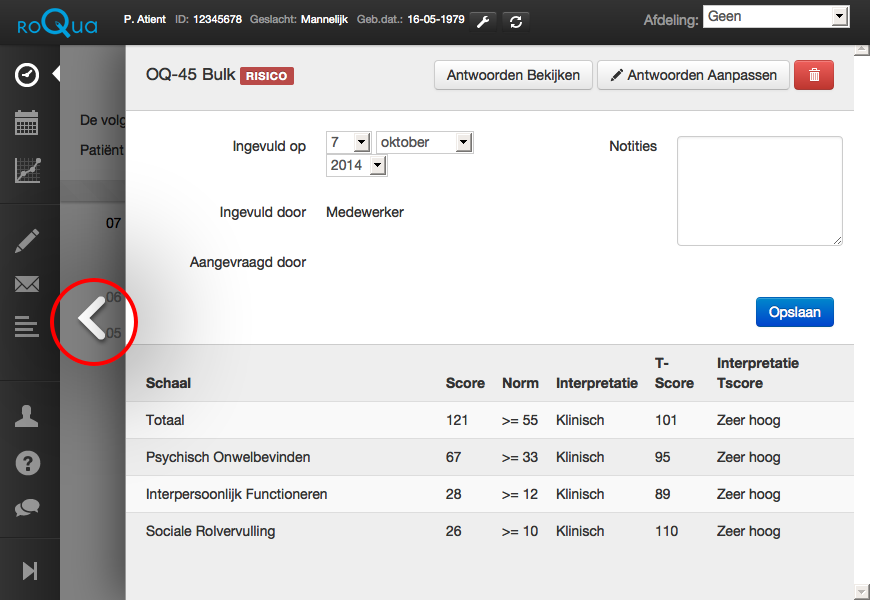 roQua P. Atient ID: 12345678 Geslacht: Mannelijk Geb.dat.: 16-05-1979 Afdeling: Geen
OQ-45 Bulk RISICO Antwoorden Bekijken Antwoorden Aanpassen
De volg
Patiënt
07
06
05
Ingevuld op 7 oktober
2014
Notities
Ingevuld door Medewerker
Aangevraagd door
Opslaan
Schaal Score Norm Interpretatie T-Score Interpretatie Tscore
Totaal 121 >= 55 Klinisch 101 Zeer hoog
Psychisch Onwelbevinden 67 >= 33 Klinisch 95 Zeer hoog
Interpersoonlijk Functioneren 28 >= 12 Klinisch 89 Zeer hoog
Sociale Rolvervulling 26 >= 10 Klinisch 110 Zeer hoog